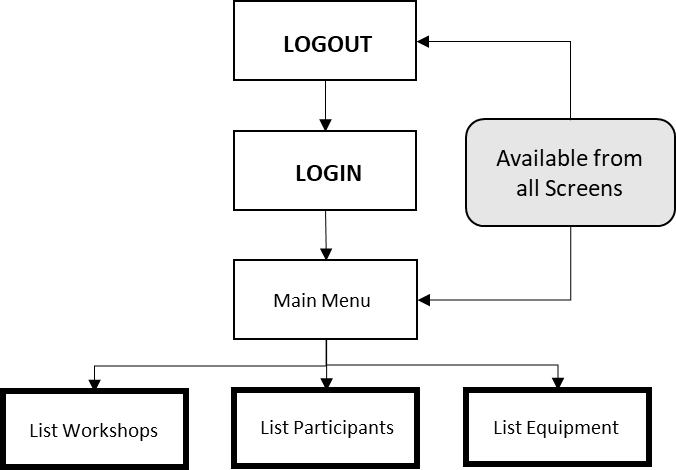 LOGOUT
Available from
all Screens
LOGIN
Main Menu
List Workshops
List Participants
List Equipment